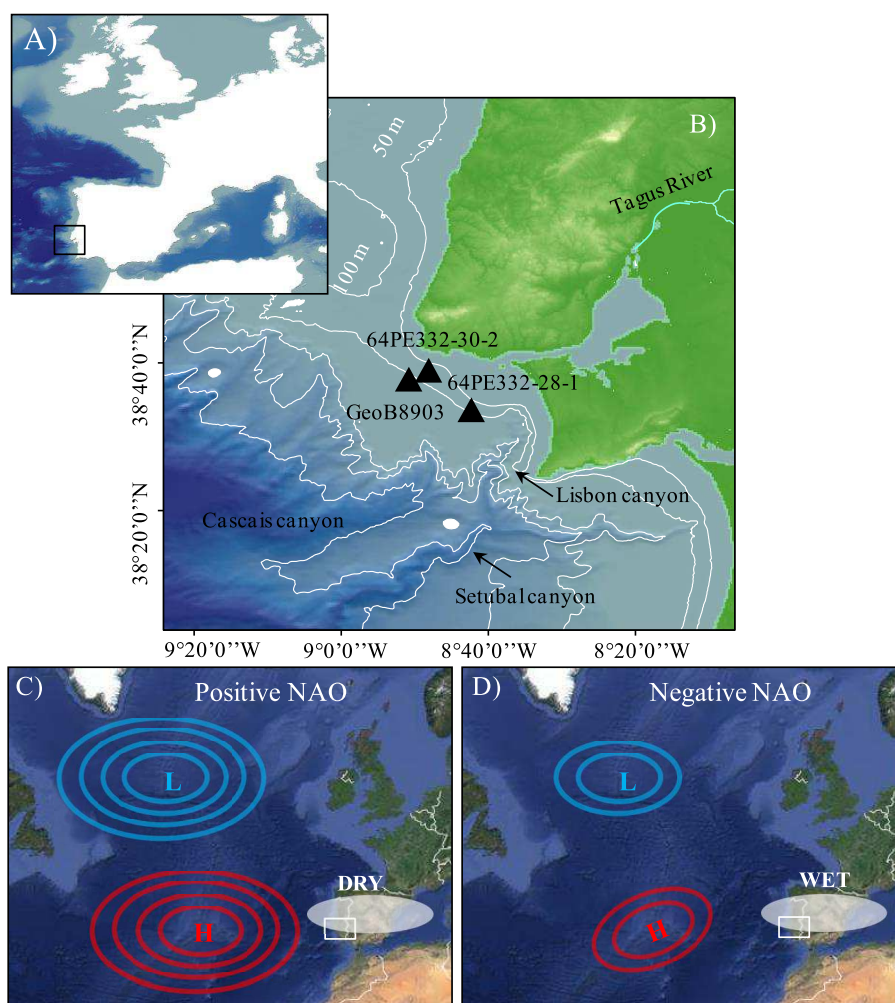 A)
B)
50 m
100 m
Tagus River
64PE332-30-2
64PE332-28-1
GeoB8903
Lisbon canyon
Cascais canyon
Setubal canyon
38°40'0''N
38°20'0''N
9°20'0''W
9°0'0''W
8°40'0''W
8°20'0''W
C)
Positive NAO
L
H
DRY
D)
Negative NAO
L
H
WET